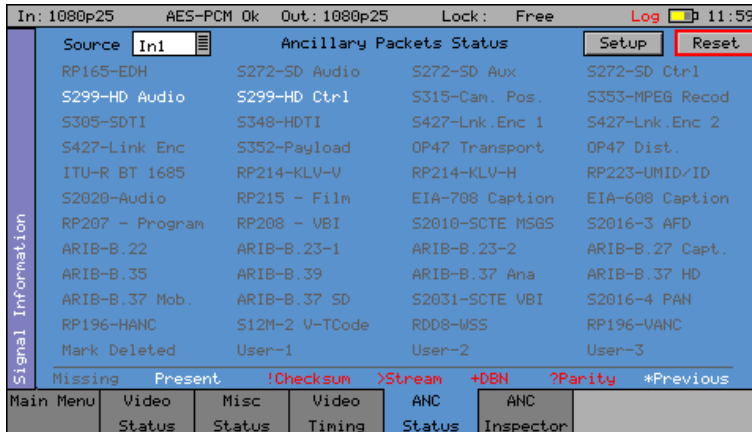 In: 1080p25 AES-PCM Ok Out: 1080p25 Lock: Free Log 11:59
Source In1 Ancillary Packets Status Setup Reset
RP165-EDH S272-SD Audio S272-SD Aux S272-SD Ctrl
S299-HD Audio S299-HD Ctrl S315-Cam. Pos. S353-MPEG Recod
S305-SDTI S348-HDTI S427-Lnk.Enc 1 S427-Lnk.Enc 2
S427-Link Enc S352-Payload OP47 Transport OP47 Dist.
ITU-R BT 1685 RP214-KLV-V RP214-KLV-H RP223-UMID/ID
S2020-Audio RP215 - Film EIA-708 Caption EIA-608 Caption
RP207 - Program RP208 - VBI S2010-SCTE MSGS S2016-3 AFD
ARIB-B.22 ARIB-B.23-1 ARIB-B.23-2 ARIB-B.27 Capt.
ARIB-B.35 ARIB-B.39 ARIB-B.37 Ana ARIB-B.37 HD
ARIB-B.37 Mob. ARIB-B.37 SD S2031-SCTE VBI S2016-4 PAN
RP196-HANC S12M-2 V-TCode RDD8-WSS RP196-VANC
Mark Deleted User-1 User-2 User-3
Signal Information
Missing Present !Checksum >Stream +DBN ?Parity *Previous
Main Menu Video Misc Video ANC ANC
Status Status Timing Status Inspector